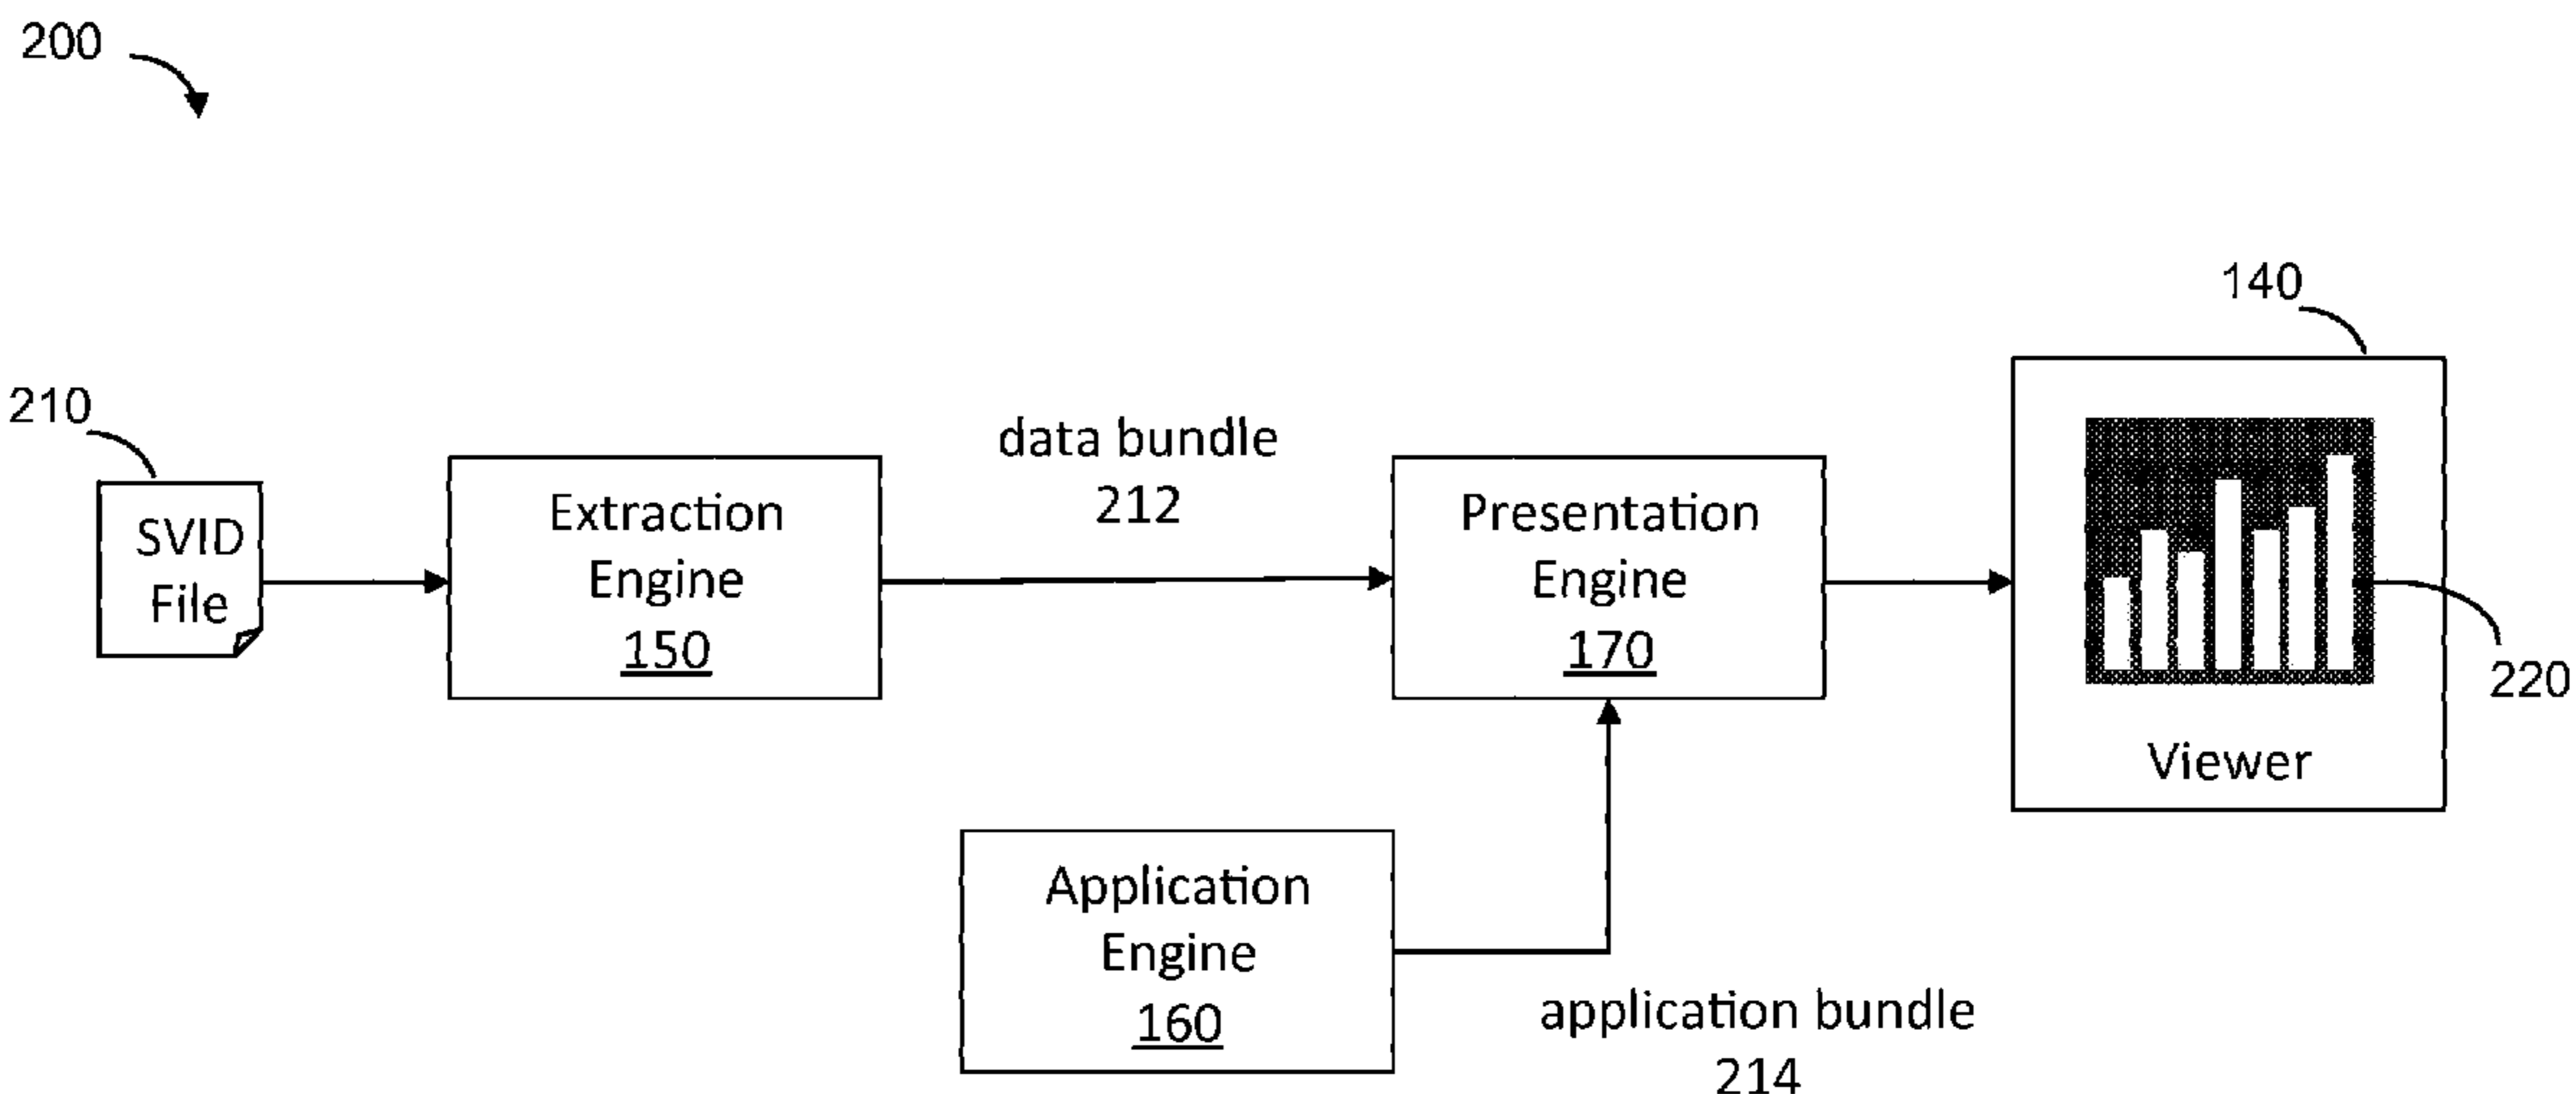 200
140
210
SVID
File
Extraction
Engine
150
data bundle
212
Presentation
Engine
170
220
Viewer
Application
Engine
160
application bundle
214